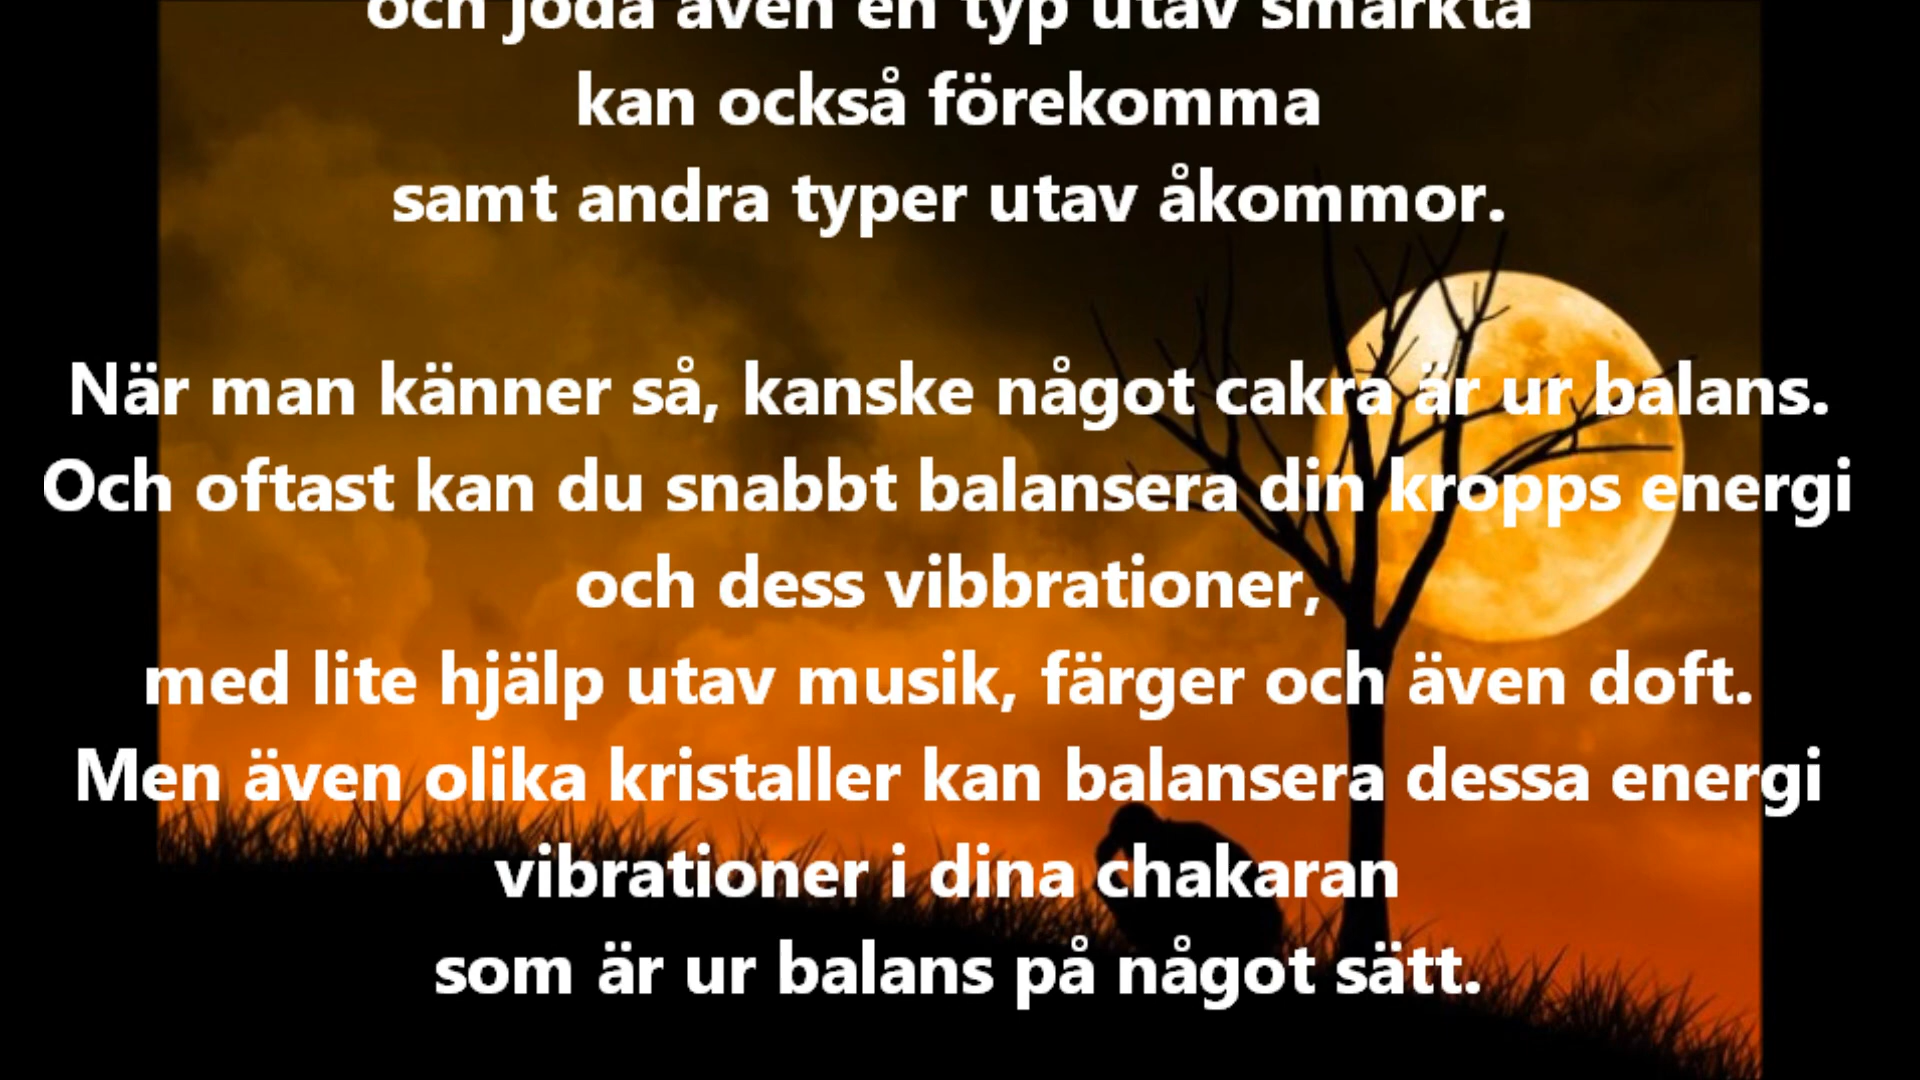 och joda även en typ utav smärkta
kan också förekomma
samt andra typer utav åkommor.
När man känner så, kanske något cakra är ur balans.
Och oftast kan du snabbt balansera din kropps energi
och dess vibbrationer,
med lite hjälp utav musik, färger och även doft.
Men även olika kristaller kan balansera dessa energi
vibrationer i dina chakaran
som är ur balans på något sätt.